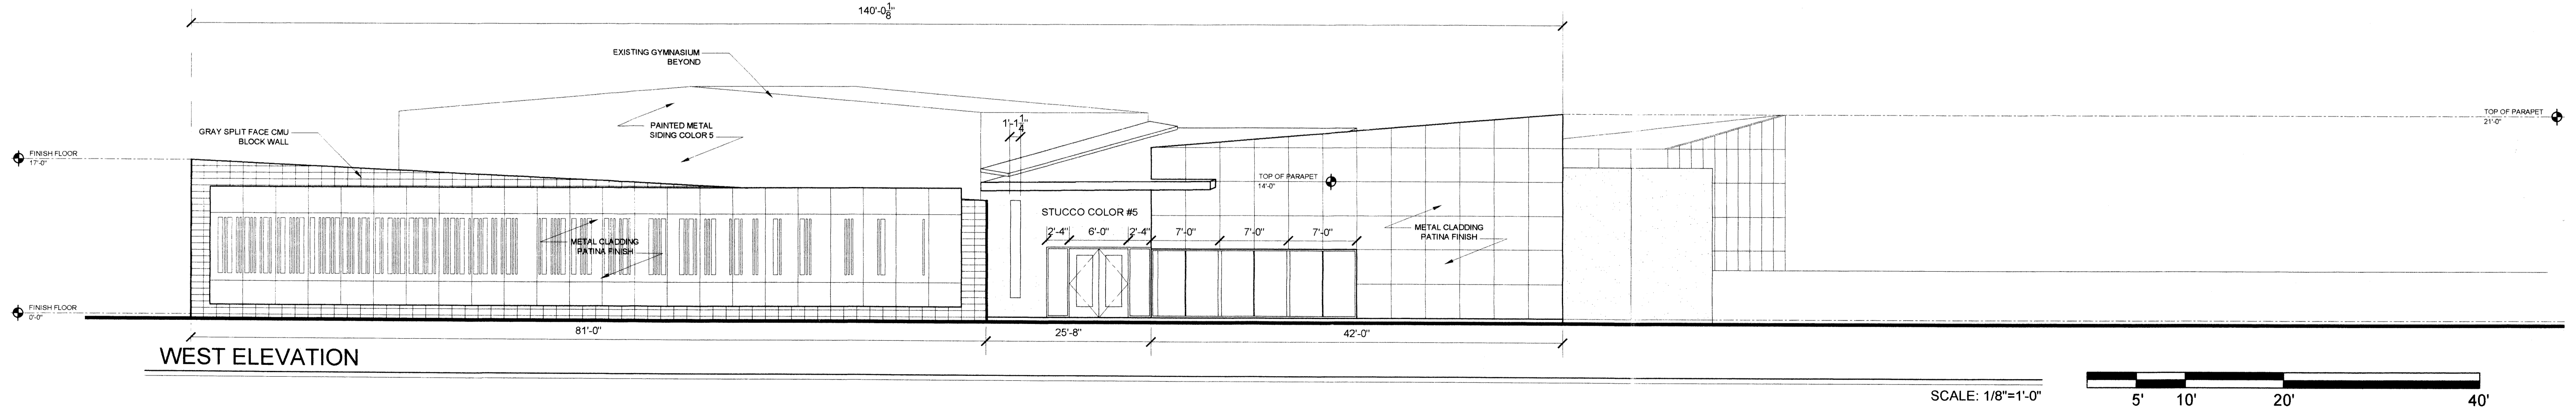 140'-0 1/8"
EXISTING GYMNASIUM
BEYOND
PAINTED METAL
SIDING COLOR 5
GRAY SPLIT FACE CMU
BLOCK WALL
1'-1 1/4"
TOP OF PARAPET
21'-0"
FINISH FLOOR
17'-0"
TOP OF PARAPET
14'-0"
STUCCO COLOR #5
2'-4"
6'-0"
2'-4"
7'-0"
7'-0"
7'-0"
METAL CLADDING
PATINA FINISH
METAL CLADDING
PATINA FINISH
FINISH FLOOR
0'-0"
81'-0"
25'-8"
42'-0"
WEST ELEVATION
SCALE: 1/8"=1'-0"
5'
10'
20'
40'